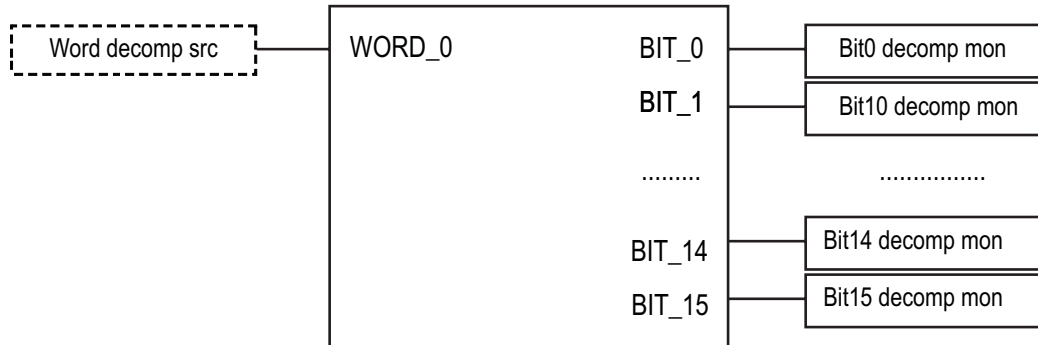 Word decomp src WORD_0 BIT_0 Bit0 decomp mon
BIT_1 Bit10 decomp mon
......... ................
BIT_14 Bit14 decomp mon
BIT_15 Bit15 decomp mon